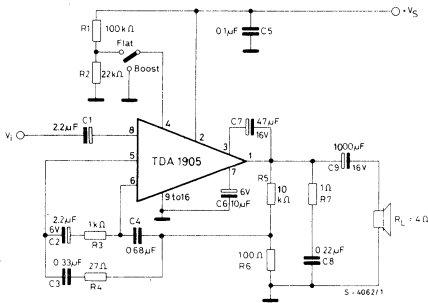 +Vs
R1
100kΩ
Flat
Boost
R2
22kΩ
0.1µF
C5
C1
2.2µF
Vi
4
2
C7
47µF
16V
3
8
5
6
TDA 1905
1
7
9 to 16
6V
C6
10µF
R5
10
kΩ
1Ω
R7
1000µF
C9
16V
RL = 4Ω
2.2µF
6V
C2
1kΩ
R3
C4
0.68µF
0.33µF
C3
27Ω
R4
100Ω
R6
0.22µF
C8
S-4062/1